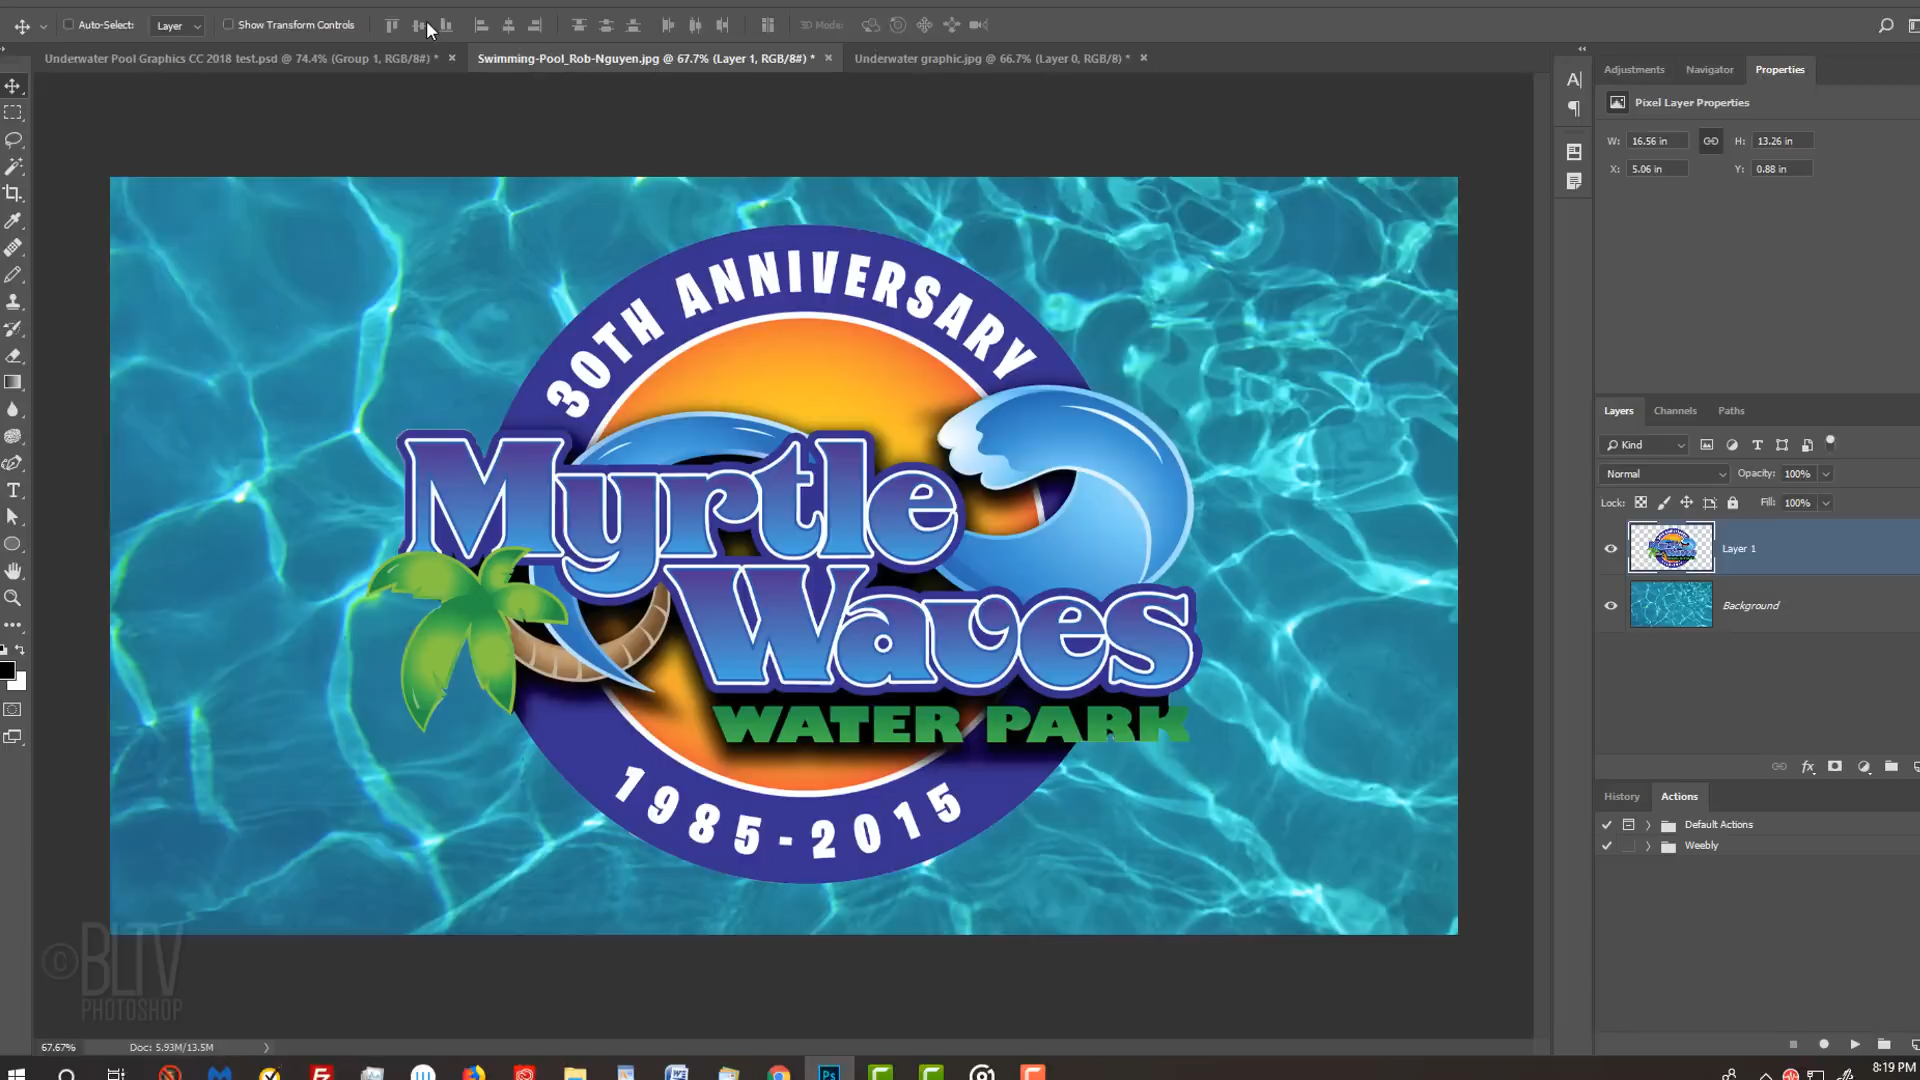 Auto-Select: Layer Show Transform Controls 3D Mode:
Underwater Pool Graphics CC 2018 test.psd @ 74.4% (Group 1, RGB/8#) * × Swimming-Pool_Rob-Nguyen.jpg @ 67.7% (Layer 1, RGB/8#) * × Underwater graphic.jpg @ 66.7% (Layer 0, RGB/8) * ×
Adjustments Navigator Properties
Pixel Layer Properties
W: 16.56 in H: 13.26 in
X: 5.06 in Y: 0.88 in
30TH ANNIVERSARY
Myrtle
Waves
WATER PARK
1985-2015
Layers Channels Paths
Kind
Normal Opacity: 100%
Lock: Fill: 100%
Layer 1
Background
History Actions
Default Actions
Weebly
© BLTV
PHOTOSHOP
67.67% Doc: 5.93M/13.5M
8:19 PM